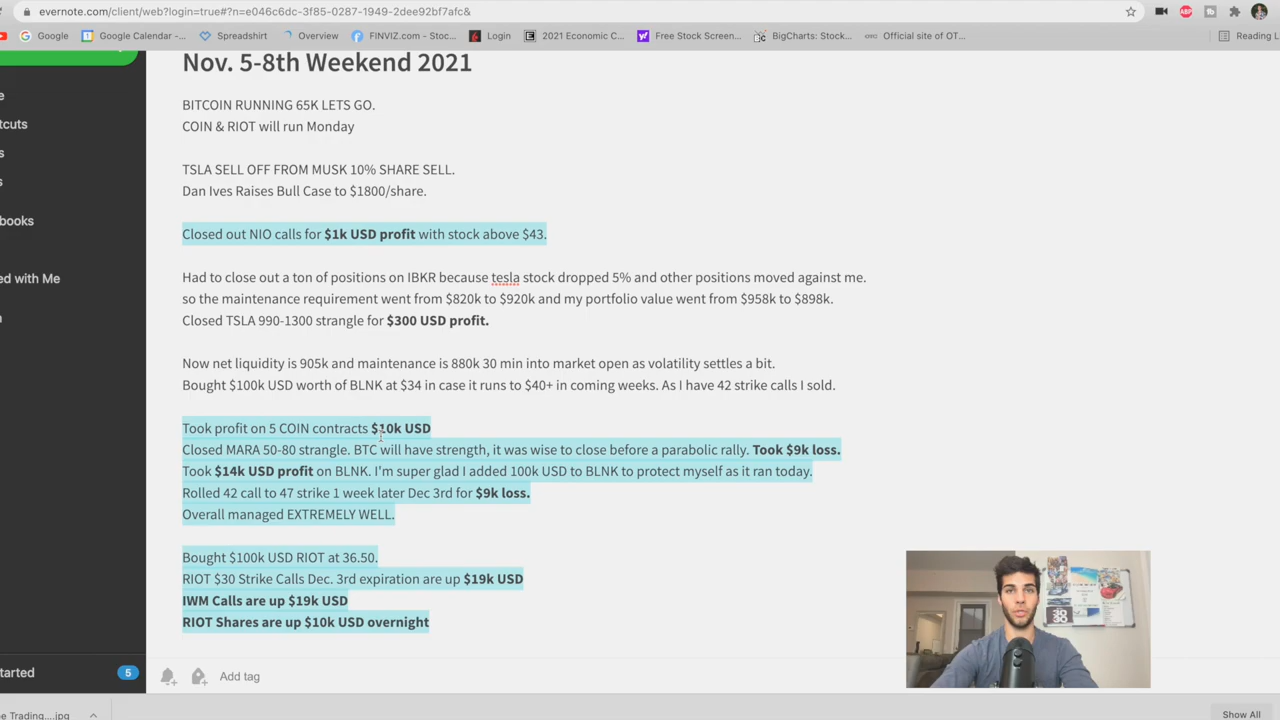 evernote.com/client/web?login=true#?n=e046c6dc-3f85-0287-1949-2dee92bf7afc&
Google
Google Calendar -...
Spreadshirt
Overview
FINVIZ.com - Stoc...
Login
2021 Economic C...
Free Stock Screen...
BigCharts: Stock...
Official site of OT...
Reading L
Nov. 5-8th Weekend 2021
BITCOIN RUNNING 65K LETS GO.
COIN & RIOT will run Monday
TSLA SELL OFF FROM MUSK 10% SHARE SELL.
Dan Ives Raises Bull Case to $1800/share.
Closed out NIO calls for $1k USD profit with stock above $43.
Had to close out a ton of positions on IBKR because tesla stock dropped 5% and other positions moved against me.
so the maintenance requirement went from $820k to $920k and my portfolio value went from $958k to $898k.
Closed TSLA 990-1300 strangle for $300 USD profit.
Now net liquidity is 905k and maintenance is 880k 30 min into market open as volatility settles a bit.
Bought $100k USD worth of BLNK at $34 in case it runs to $40+ in coming weeks. As I have 42 strike calls I sold.
Took profit on 5 COIN contracts $10k USD
Closed MARA 50-80 strangle. BTC will have strength, it was wise to close before a parabolic rally. Took $9k loss.
Took $14k USD profit on BLNK. I'm super glad I added 100k USD to BLNK to protect myself as it ran today.
Rolled 42 call to 47 strike 1 week later Dec 3rd for $9k loss.
Overall managed EXTREMELY WELL.
Bought $100k USD RIOT at 36.50.
RIOT $30 Strike Calls Dec. 3rd expiration are up $19k USD
IWM Calls are up $19k USD
RIOT Shares are up $10k USD overnight
e
tcuts
s
s
books
ed with Me
n
tarted
5
Add tag
e Trading....jpg
Show All